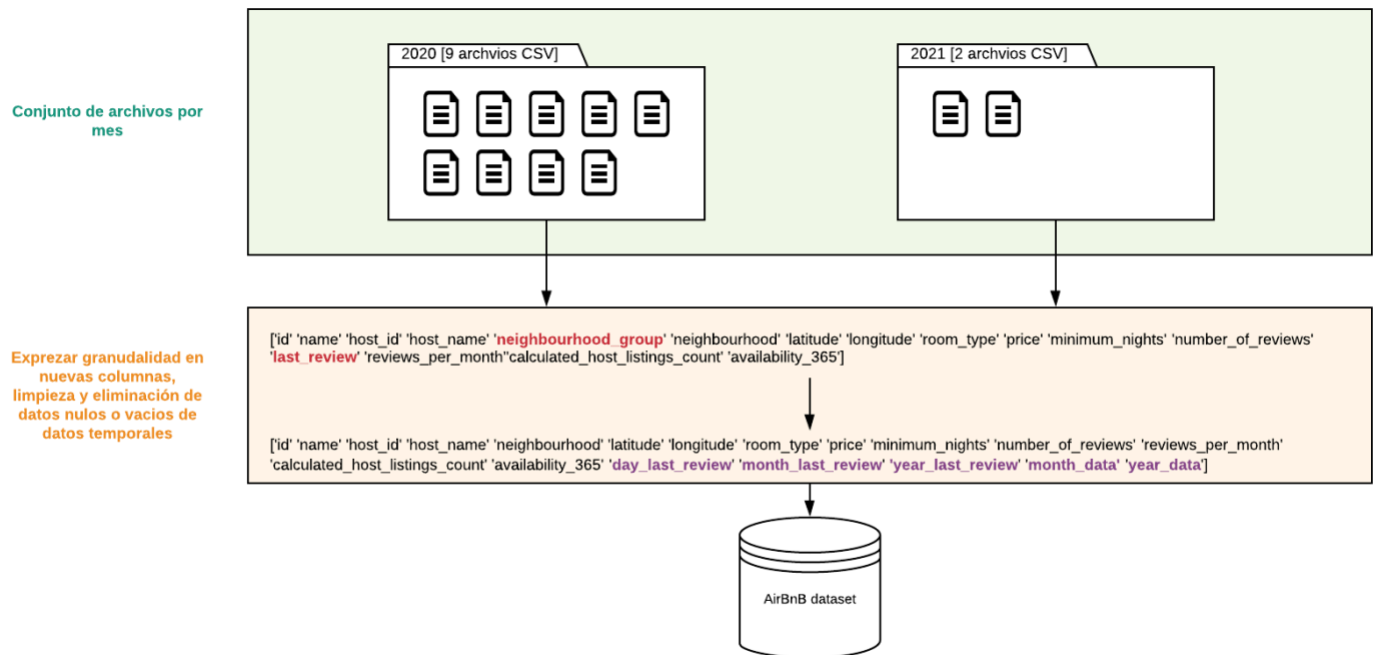 2020 [9 archvios CSV]
2021 [2 archvios CSV]
Conjunto de archivos por
mes
Exprezar granudalidad en
nuevas columnas,
limpieza y eliminación de
datos nulos o vacios de
datos temporales
['id' 'name' 'host_id' 'host_name' 'neighbourhood_group' 'neighbourhood' 'latitude' 'longitude' 'room_type' 'price' 'minimum_nights' 'number_of_reviews'
'last_review' 'reviews_per_month''calculated_host_listings_count' 'availability_365']
['id' 'name' 'host_id' 'host_name' 'neighbourhood' 'latitude' 'longitude' 'room_type' 'price' 'minimum_nights' 'number_of_reviews' 'reviews_per_month'
'calculated_host_listings_count' 'availability_365' 'day_last_review' 'month_last_review' 'year_last_review' 'month_data' 'year_data']
AirBnB dataset